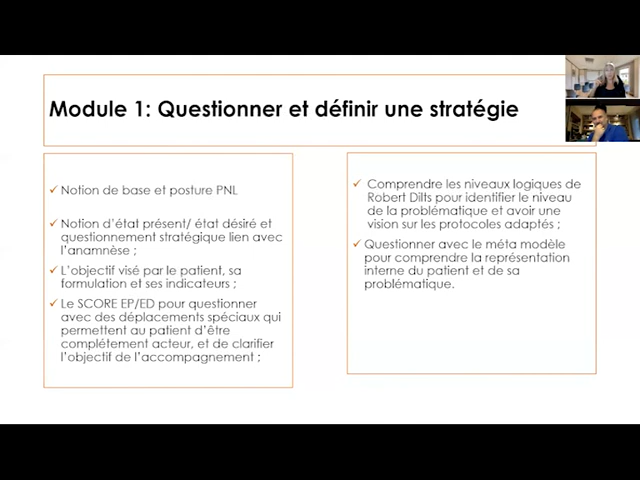 Module 1: Questionner et définir une stratégie
Notion de base et posture PNL
Notion d'état présent/ état désiré et
questionnement stratégique lien avec
l'anamnèse ;
L'objectif visé par le patient, sa
formulation et ses indicateurs ;
Le SCORE EP/ED pour questionner
avec des déplacements spéciaux qui
permettent au patient d'être
complétement acteur, et de clarifier
l'objectif de l'accompagnement ;
Comprendre les niveaux logiques de
Robert Dilts pour identifier le niveau
de la problématique et avoir une
vision sur les protocoles adaptés ;
Questionner avec le méta modèle
pour comprendre la représentation
interne du patient et de sa
problématique.